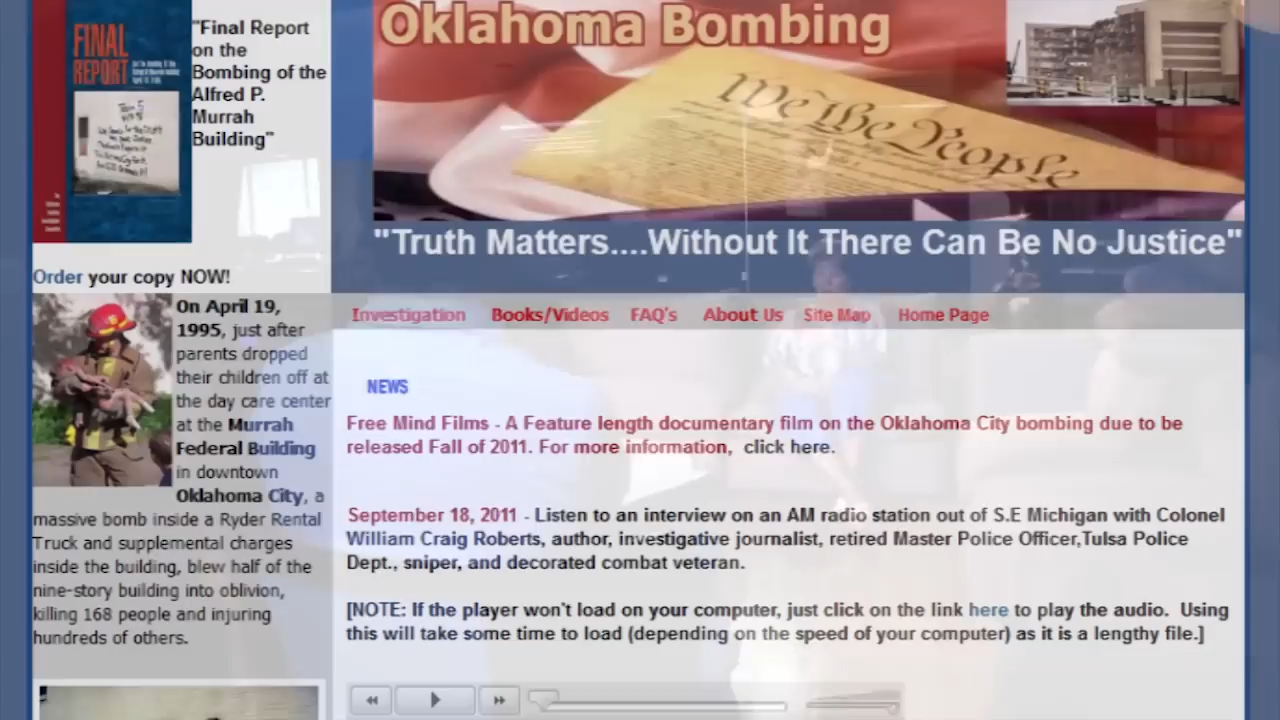 FINAL
REPORT
"Final Report
on the
Bombing of the
Alfred P.
Murrah
Building"
Order your copy NOW!
On April 19,
1995, just after
parents dropped
their children off at
the day care center
at the Murrah
Federal Building
in downtown
Oklahoma City, a
massive bomb inside a Ryder Rental
Truck and supplemental charges
inside the building, blew half of the
nine-story building into oblivion,
killing 168 people and injuring
hundreds of others.
Oklahoma Bombing
We the People
"Truth Matters....Without It There Can Be No Justice"
Investigation Books/Videos FAQ's About Us Site Map Home Page
NEWS
Free Mind Films - A Feature length documentary film on the Oklahoma City bombing due to be
released Fall of 2011. For more information, click here.
September 18, 2011 - Listen to an interview on an AM radio station out of S.E Michigan with Colonel
William Craig Roberts, author, investigative journalist, retired Master Police Officer,Tulsa Police
Dept., sniper, and decorated combat veteran.
[NOTE: If the player won't load on your computer, just click on the link here to play the audio. Using
this will take some time to load (depending on the speed of your computer) as it is a lengthy file.]